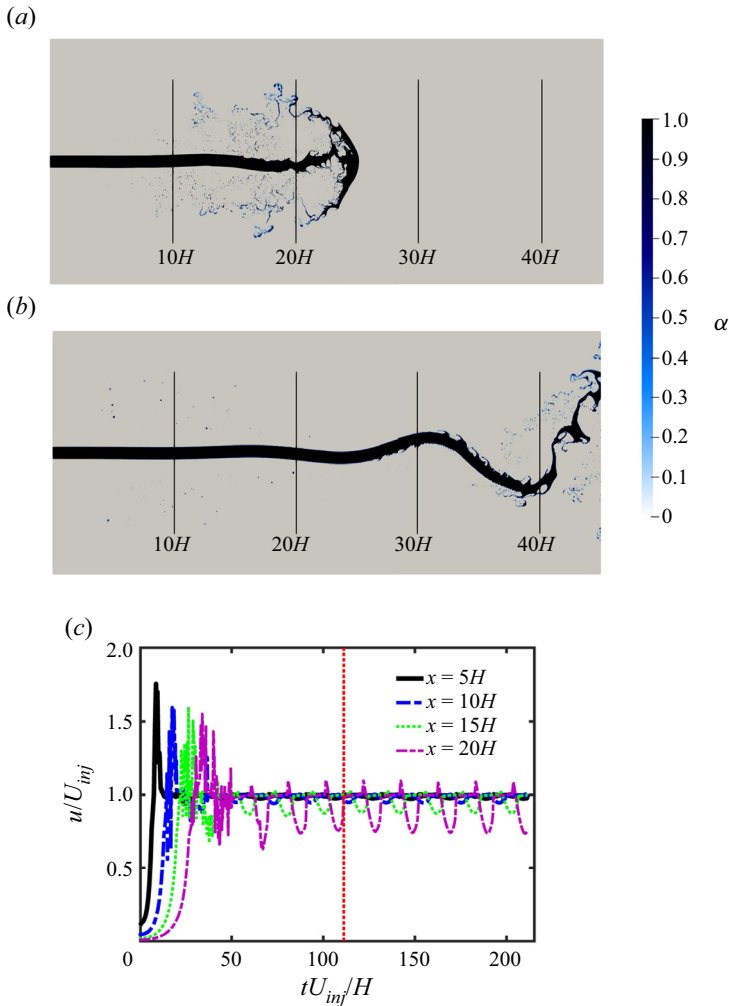 (a)
10H
20H
30H
40H
(b)
10H
20H
30H
40H
1.0
0.9
0.8
0.7
0.6
0.5
0.4
0.3
0.2
0.1
0
α
(c)
2.0
1.5
1.0
0.5
0
50
100
150
200
u/U_inj
tU_inj/H
x = 5H
x = 10H
x = 15H
x = 20H